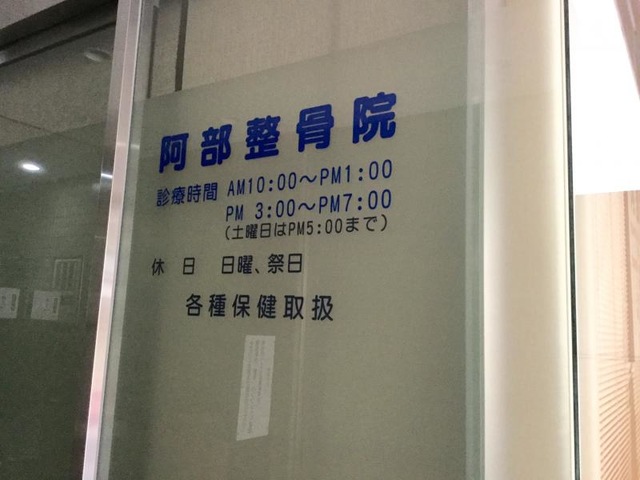 阿部整骨院
診療時間 AM10:00～PM1:00
PM 3:00～PM7:00
(土曜日はPM5:00まで)
休 日 日曜、祭日
各種保健取扱